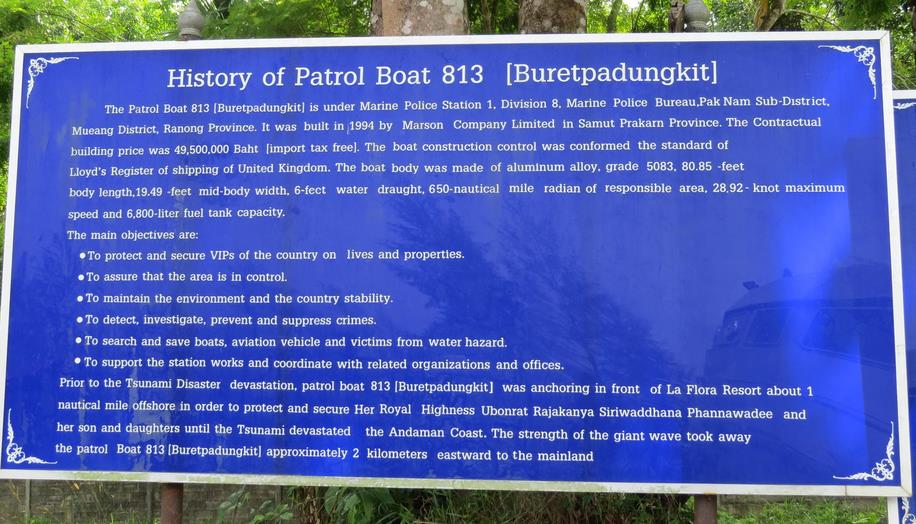 History of Patrol Boat 813 [Buretpadungkit]
The Patrol Boat 813 [Buretpadungkit] is under Marine Police Station 1, Division 8, Marine Police Bureau,Pak Nam Sub-District,
Mueang District, Ranong Province. It was built in 1994 by Marson Company Limited in Samut Prakarn Province. The Contractual
building price was 49,500,000 Baht [import tax free]. The boat construction control was conformed the standard of
Lloyd's Register of shipping of United Kingdom. The boat body was made of aluminum alloy, grade 5083, 80.85 -feet
body length,19.49 -feet mid-body width, 6-fect water draught, 650-nautical mile radian of responsible area, 28,92- knot maximum
speed and 6,800-liter fuel tank capacity.
The main objectives are:
● To protect and secure VIPs of the country on lives and properties.
● To assure that the area is in control.
● To maintain the environment and the country stability.
● To detect, investigate, prevent and suppress crimes.
● To search and save boats, aviation vehicle and victims from water hazard.
● To support the station works and coordinate with related organizations and offices.
Prior to the Tsunami Disaster devastation, patrol boat 813 [Buretpadungkit] was anchoring in front of La Flora Resort about 1
nautical mile offshore in order to protect and secure Her Royal Highness Ubonrat Rajakanya Siriwaddhana Phannawadee and
her son and daughters until the Tsunami devastated the Andaman Coast. The strength of the giant wave took away
the patrol Boat 813 [Buretpadungkit] approximately 2 kilometers eastward to the mainland